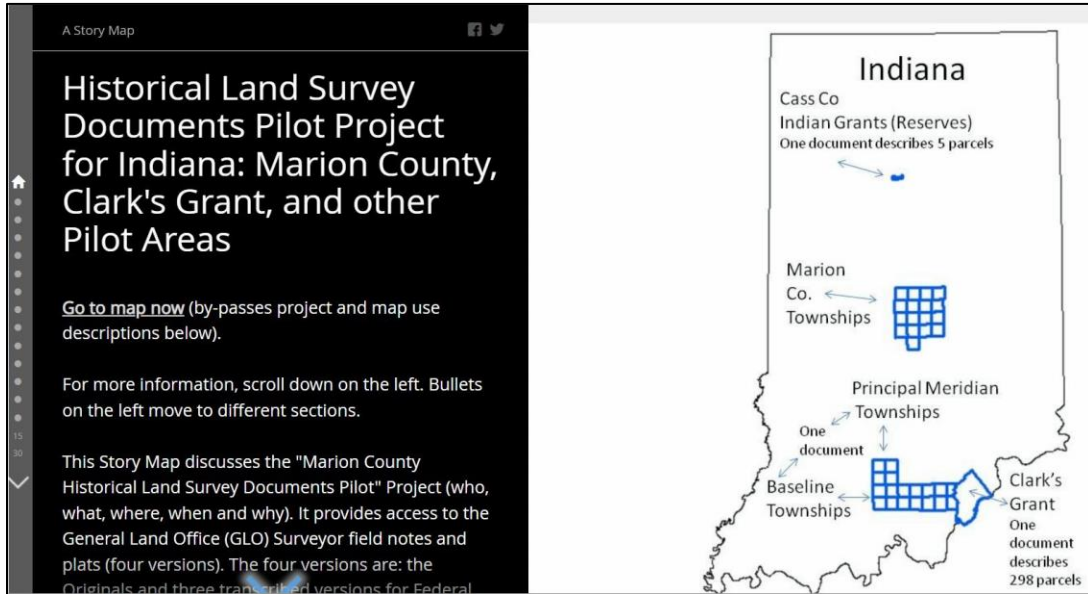 A Story Map
Historical Land Survey
Documents Pilot Project
for Indiana: Marion County,
Clark's Grant, and other
Pilot Areas
Go to map now (by-passes project and map use
descriptions below).
For more information, scroll down on the left. Bullets
on the left move to different sections.
This Story Map discusses the "Marion County
Historical Land Survey Documents Pilot" Project (who,
what, where, when and why). It provides access to the
General Land Office (GLO) Surveyor field notes and
plats (four versions). The four versions are: the
Originals and three transcribed versions for Federal
15
30
Indiana
Cass Co
Indian Grants (Reserves)
One document describes 5 parcels
Marion
Co.
Townships
Principal Meridian
Townships
One
document
Baseline
Townships
Clark's
Grant
One
document
describes
298 parcels